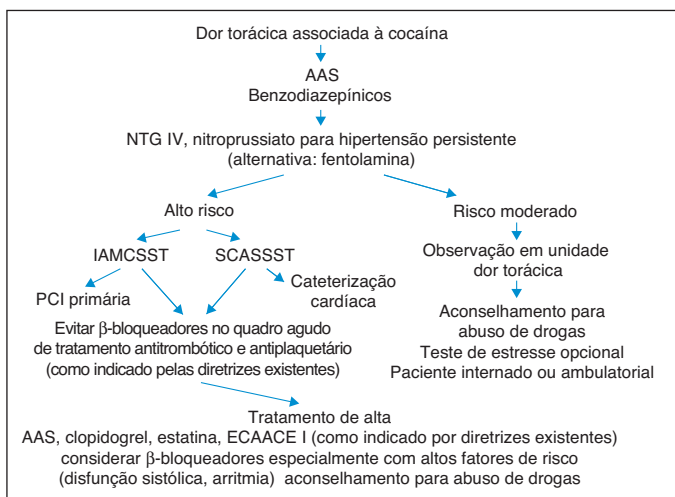 Dor torácica associada à cocaína
AAS
Benzodiazepínicos
NTG IV, nitroprussiato para hipertensão persistente
(alternativa: fentolamina)
Alto risco
Risco moderado
IAMCSST
SCASSST
Observação em unidade
dor torácica
PCI primária
Cateterização
cardíaca
Evitar β-bloqueadores no quadro agudo
de tratamento antitrombótico e antiplaquetário
(como indicado pelas diretrizes existentes)
Aconselhamento para
abuso de drogas
Teste de estresse opcional
Paciente internado ou ambulatorial
Tratamento de alta
AAS, clopidogrel, estatina, ECAACE I (como indicado por diretrizes existentes)
considerar β-bloqueadores especialmente com altos fatores de risco
(disfunção sistólica, arritmia) aconselhamento para abuso de drogas